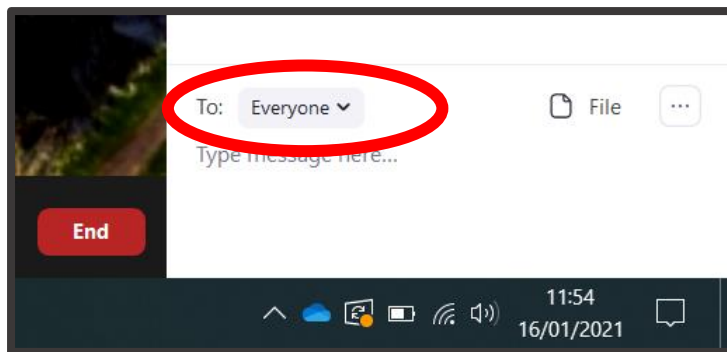 To: Everyone
File
Type message here...
End
11:54
16/01/2021